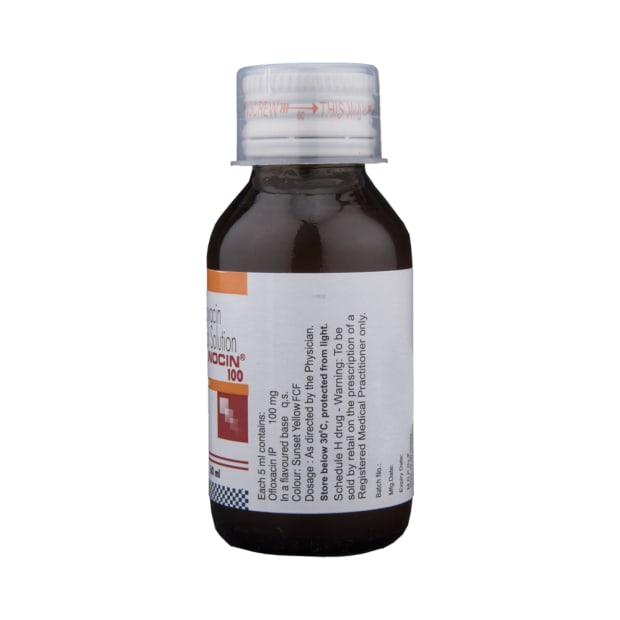 THIS Way
Solution
NOCIN®
100
ml
Each 5 ml contains:
Ofloxacin IP 100 mg
In a flavoured base q.s.
Colour: Sunset Yellow FCF
Dosage : As directed by the Physician.
Store below 30°C, protected from light.
Schedule H drug - Warning: To be
sold by retail on the prescription of a
Registered Medical Practitioner only.
Batch No.:
Mfg.Date:
Expiry Date: